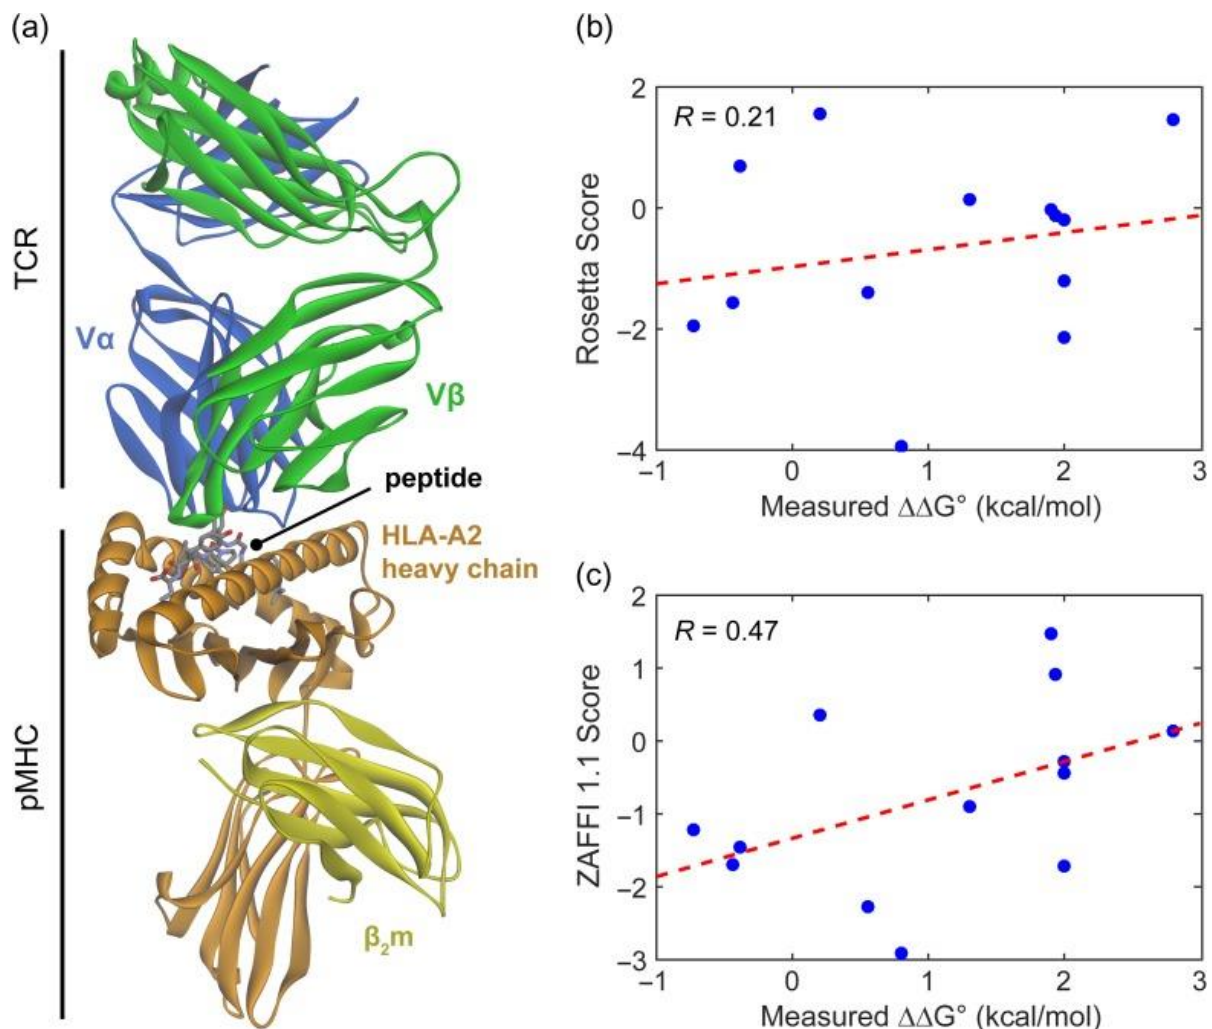 (a)
TCR
Vα
Vβ
peptide
HLA-A2
heavy chain
pMHC
β₂m
(b)
R = 0.21
Rosetta Score
2
0
−2
−4
−1
0
1
2
3
Measured ΔΔG° (kcal/mol)
(c)
R = 0.47
ZAFFI 1.1 Score
2
1
0
−1
−2
−3
−1
0
1
2
3
Measured ΔΔG° (kcal/mol)